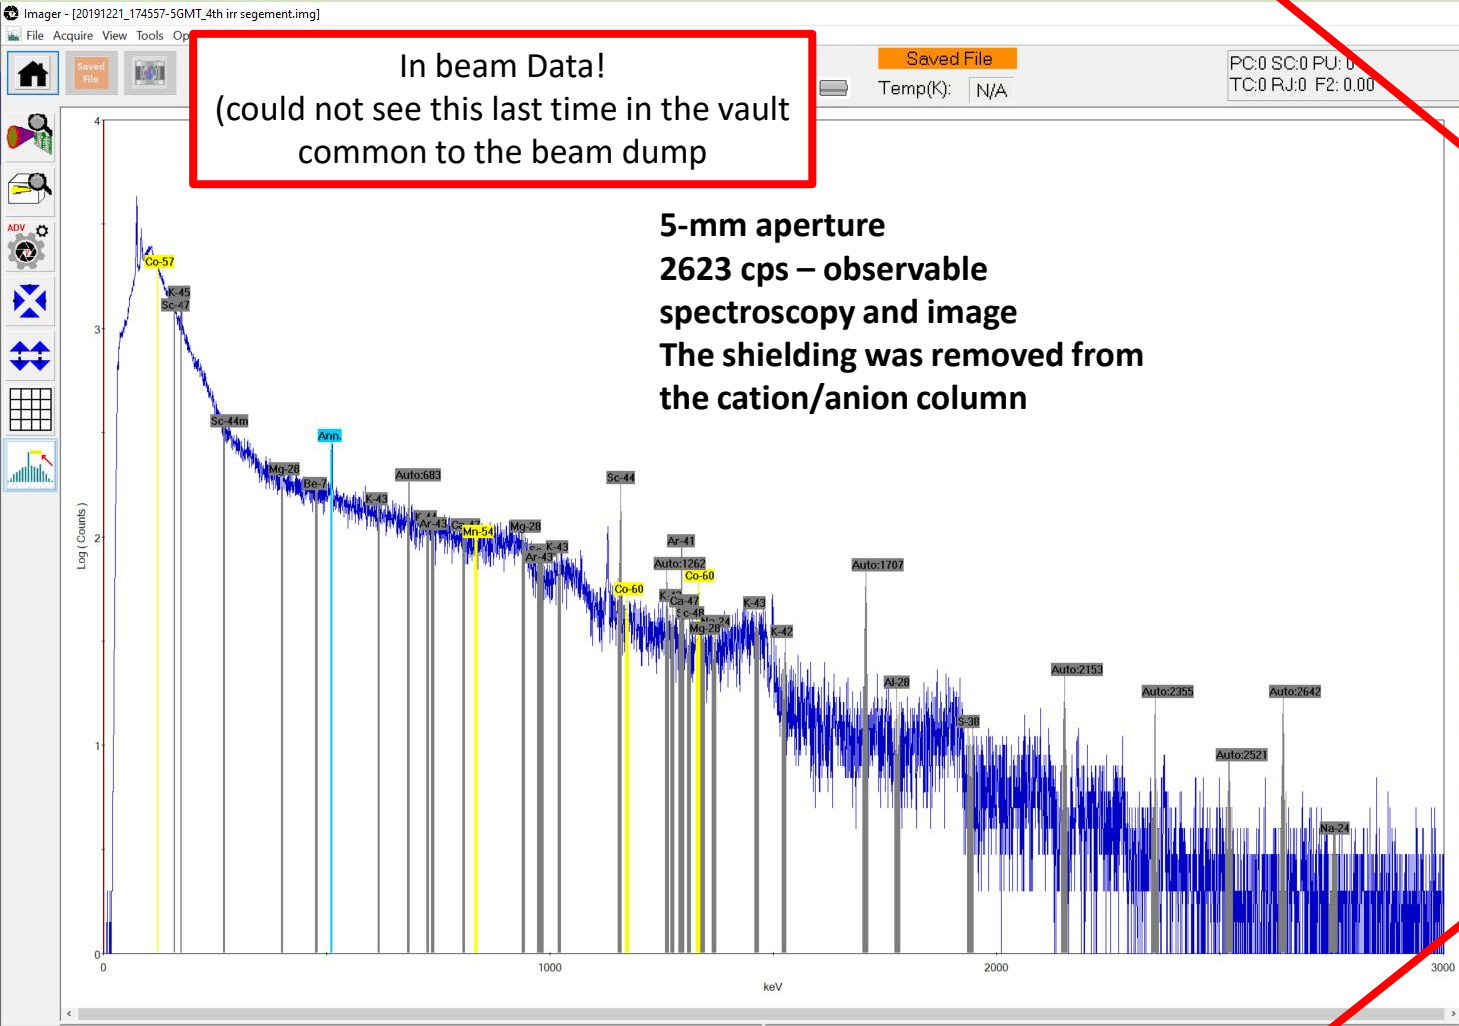 Imager - [20191221_174557-5GMT_4th irr segement.img]
File Acquire View Tools Op
In beam Data!
(could not see this last time in the vault
common to the beam dump
Saved File
Saved File
Temp(K): N/A
PC:0 SC:0 PU: 0
TC:0 RJ:0 F2: 0.00
ADV
5-mm aperture
2623 cps – observable
spectroscopy and image
The shielding was removed from
the cation/anion column
4
3
2
1
0
Log ( Counts )
Co-57
K-45
Sc-47
Sc-44m
Mg-28
Be-7
Ann.
K-43
Auto:683
Ar-43
Mn-54
Mg-28
K-43
Ar-43
Sc-44
Co-60
Ar-41
Auto:1262
Co-60
Ca-47
Mg-28
K-43
K-42
Auto:1707
Al-28
S-38
Auto:2153
Auto:2355
Auto:2521
Auto:2642
Na-24
0
1000
2000
3000
keV